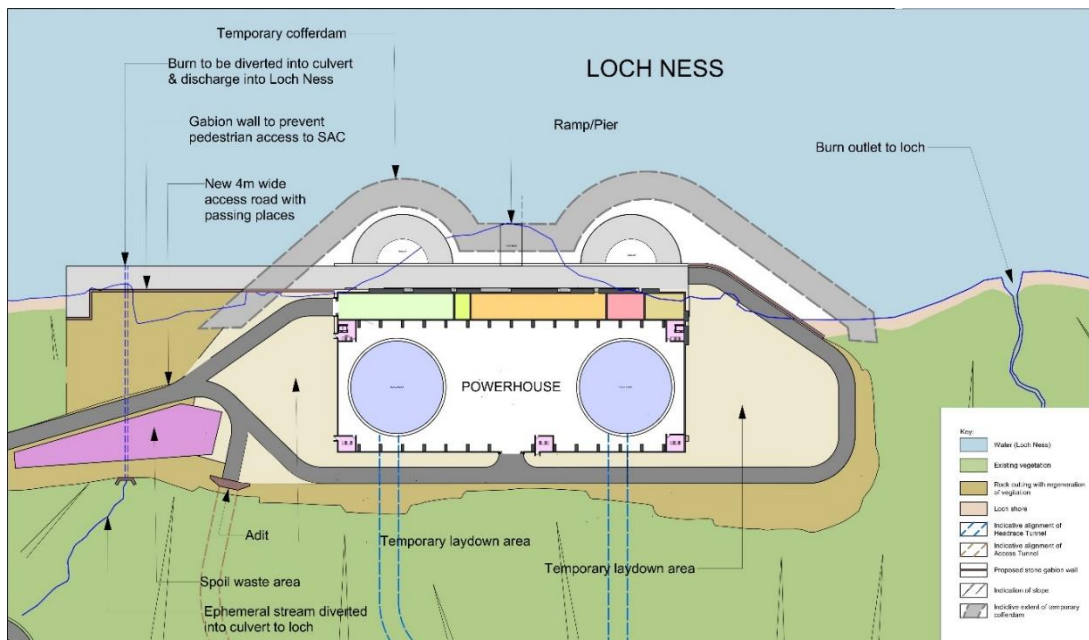 Temporary cofferdam
Burn to be diverted into culvert
& discharge into Loch Ness
LOCH NESS
Gabion wall to prevent
pedestrian access to SAC
Ramp/Pier
Burn outlet to loch
New 4m wide
access road with
passing places
POWERHOUSE
Adit
Temporary laydown area
Temporary laydown area
Spoil waste area
Ephemeral stream diverted
into culvert to loch
Key:
Water (Loch Ness)
Existing vegetation
Rock cutting with regeneration
of vegitation
Loch shore
Indicative alignment of
Headrace Tunnel
Indicative alignment of
Access Tunnel
Proposed stone gabion wall
Indication of slope
Indictive extent of temporary
cofferdam